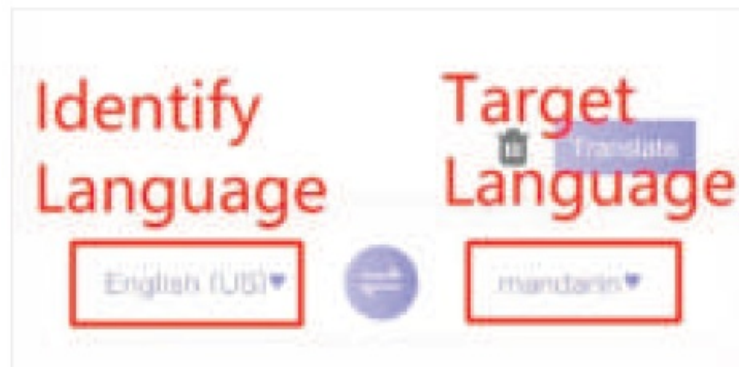 Identify
Language
Target
Translate
Language
English (US)
mandarin